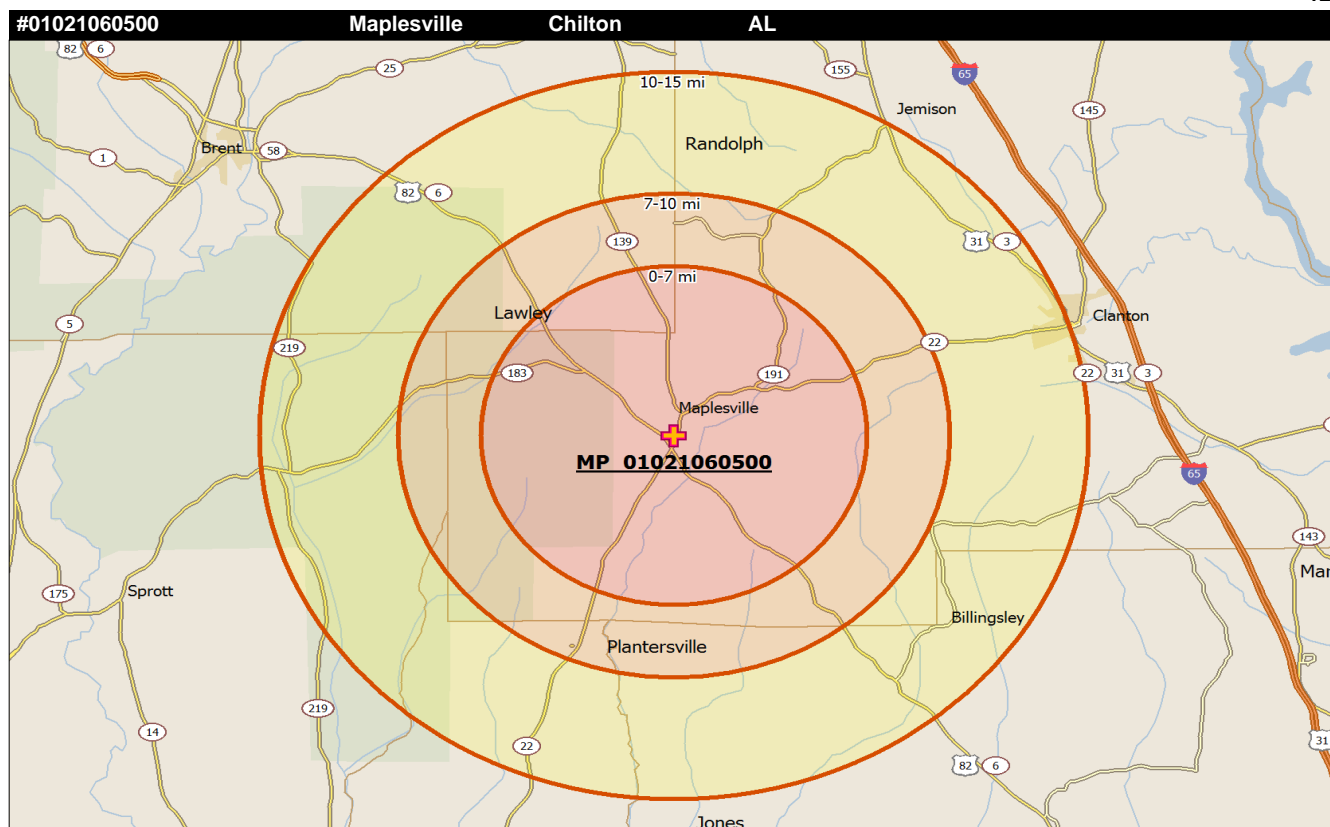 #01021060500 Maplesville Chilton AL
82 6
25
10-15 mi
155
65
Jemison
145
1
Brent
58
Randolph
82 6
7-10 mi
139
31 3
0-7 mi
Lawley
5
Clanton
219
22
183
191
22 31 3
Maplesville
MP 01021060500
65
143
175
Sprott
Billingsley
Plantersville
219
14
22
31
82 6
Jones